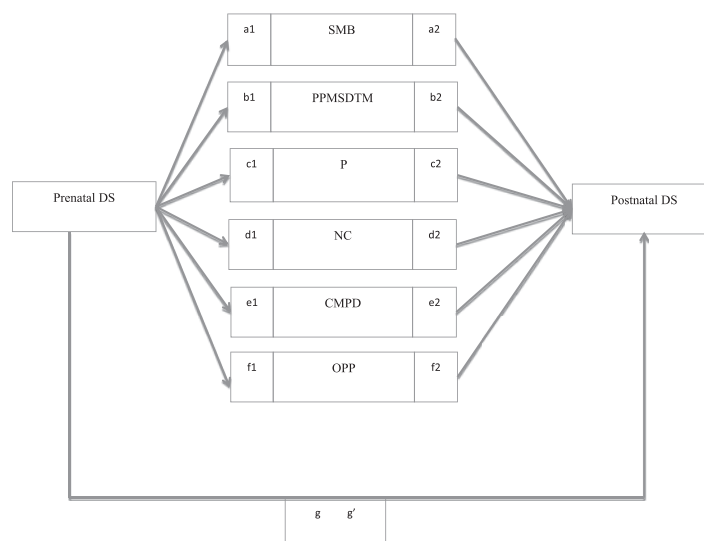 a1 SMB a2
b1 PPMSDTM b2
c1 P c2
Prenatal DS
Postnatal DS
d1 NC d2
e1 CMPD e2
f1 OPP f2
g g′